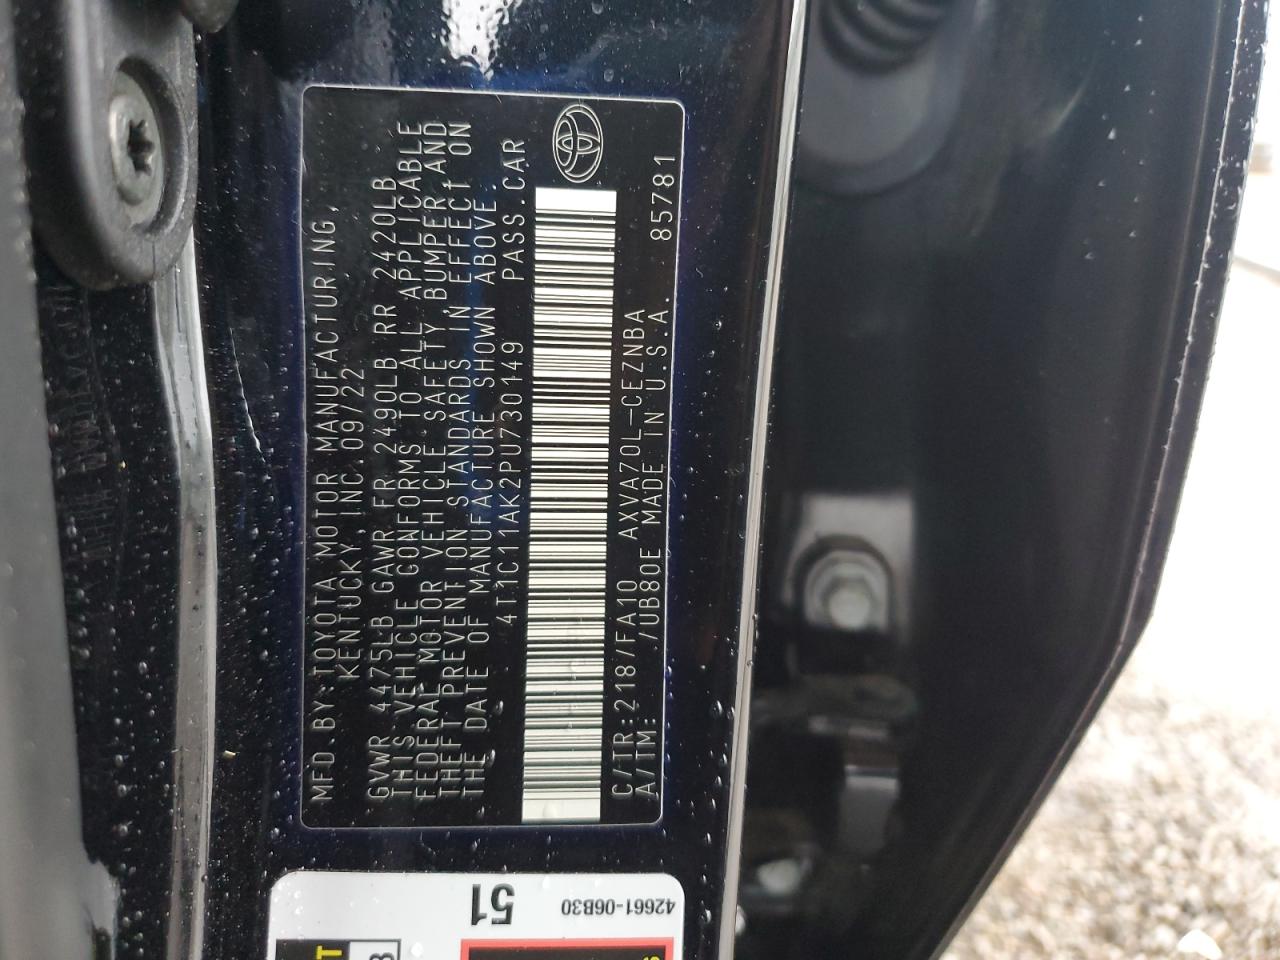 MFD.BY:TOYOTA MOTOR MANUFACTURING,
KENTUCKY, INC. 09/22
GVWR 4475LB GAWR FR 2490LB RR 2420LB
THIS VEHICLE CONFORMS TO ALL APPLICABLE
FEDERAL MOTOR VEHICLE SAFETY,BUMPER,AND
THEFT PREVENTION STANDARDS IN EFFECT ON
THE DATE OF MANUFACTURE SHOWN ABOVE.
4T1C11AK2PU730149 PASS.CAR
C/TR:218/FA10 AXVA70L-CEZNBA
A/TM: /UB80E MADE IN U.S.A. 85781
51
42661-06B30